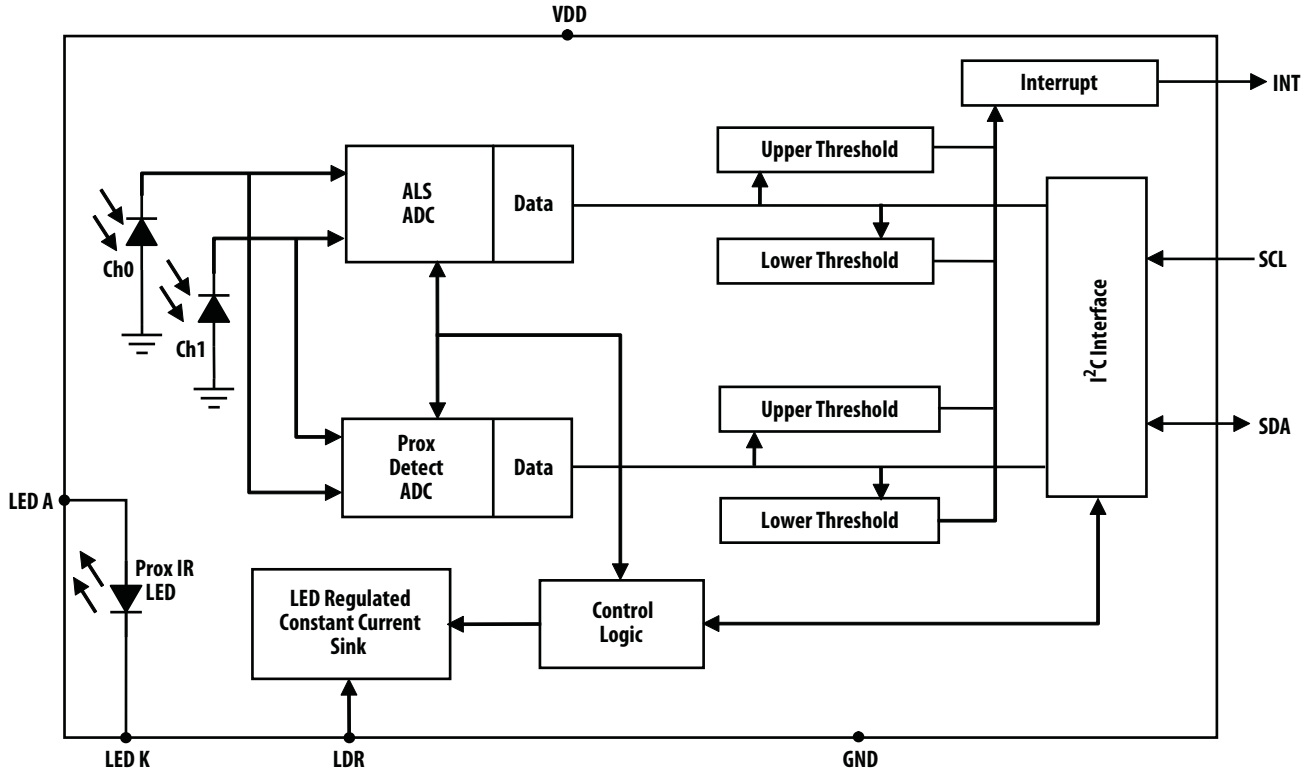 VDD
Interrupt
INT
Upper Threshold
ALS
ADC
Data
Ch0
Lower Threshold
SCL
Ch1
I²C Interface
Upper Threshold
SDA
Prox
Detect
ADC
Data
LED A
Lower Threshold
Prox IR
LED
LED Regulated
Constant Current
Sink
Control
Logic
LED K
LDR
GND